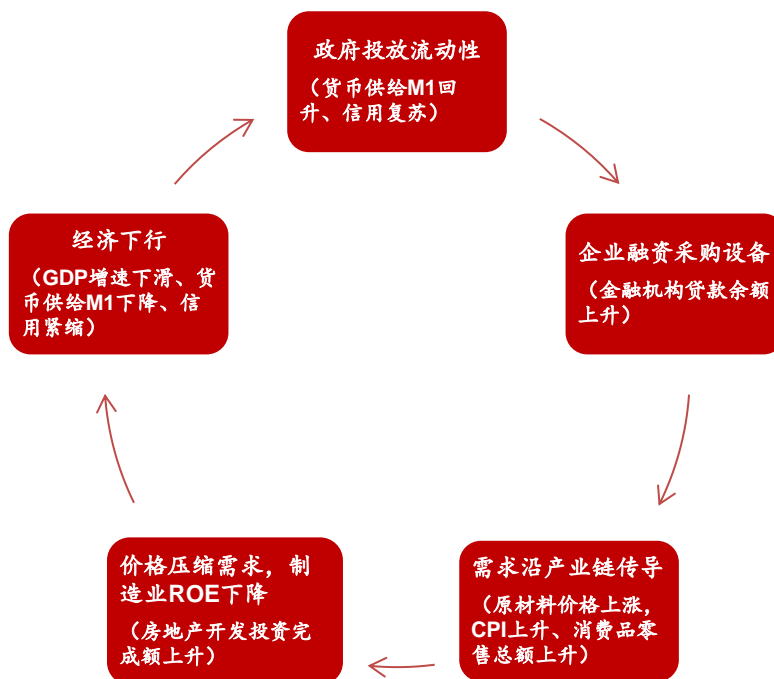 政府投放流动性
（货币供给M1回
升、信用复苏）
企业融资采购设备
（金融机构贷款余额
上升）
需求沿产业链传导
（原材料价格上涨，
CPI上升、消费品零
售总额上升）
价格压缩需求，制
造业ROE下降
（房地产开发投资完
成额上升）
经济下行
（GDP增速下滑、货
币供给M1下降、信
用紧缩）